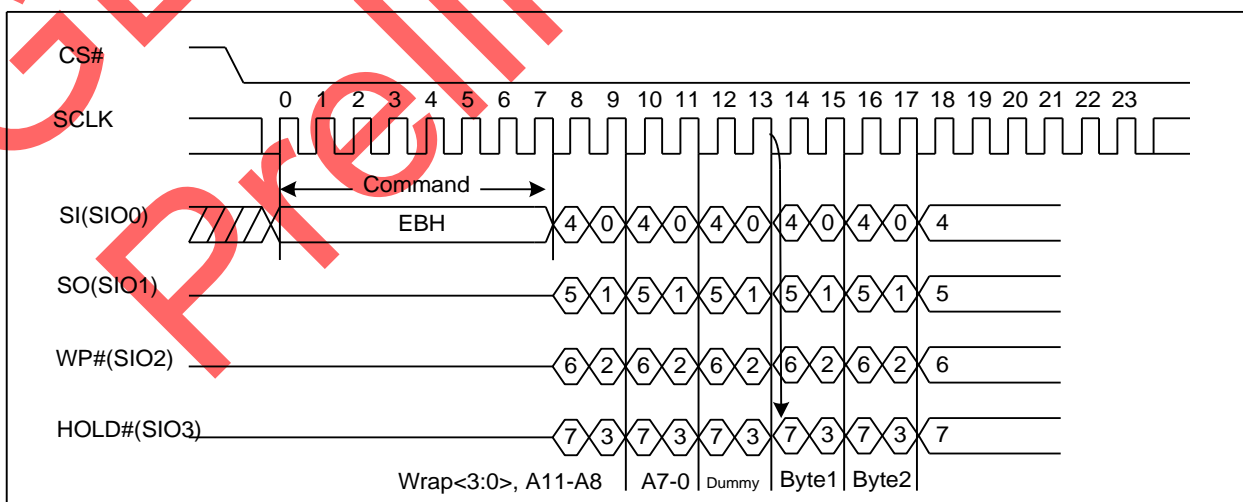 CS#
0 1 2 3 4 5 6 7 8 9 10 11 12 13 14 15 16 17 18 19 20 21 22 23
SCLK
Command
SI(SIO0)
EBH 4 0 4 0 4 0 4 0 4 0 4
SO(SIO1)
5 1 5 1 5 1 5 1 5 1 5
WP#(SIO2)
6 2 6 2 6 2 6 2 6 2 6
HOLD#(SIO3)
7 3 7 3 7 3 7 3 7 3 7
Wrap<3:0>, A11-A8 A7-0 Dummy Byte1 Byte2